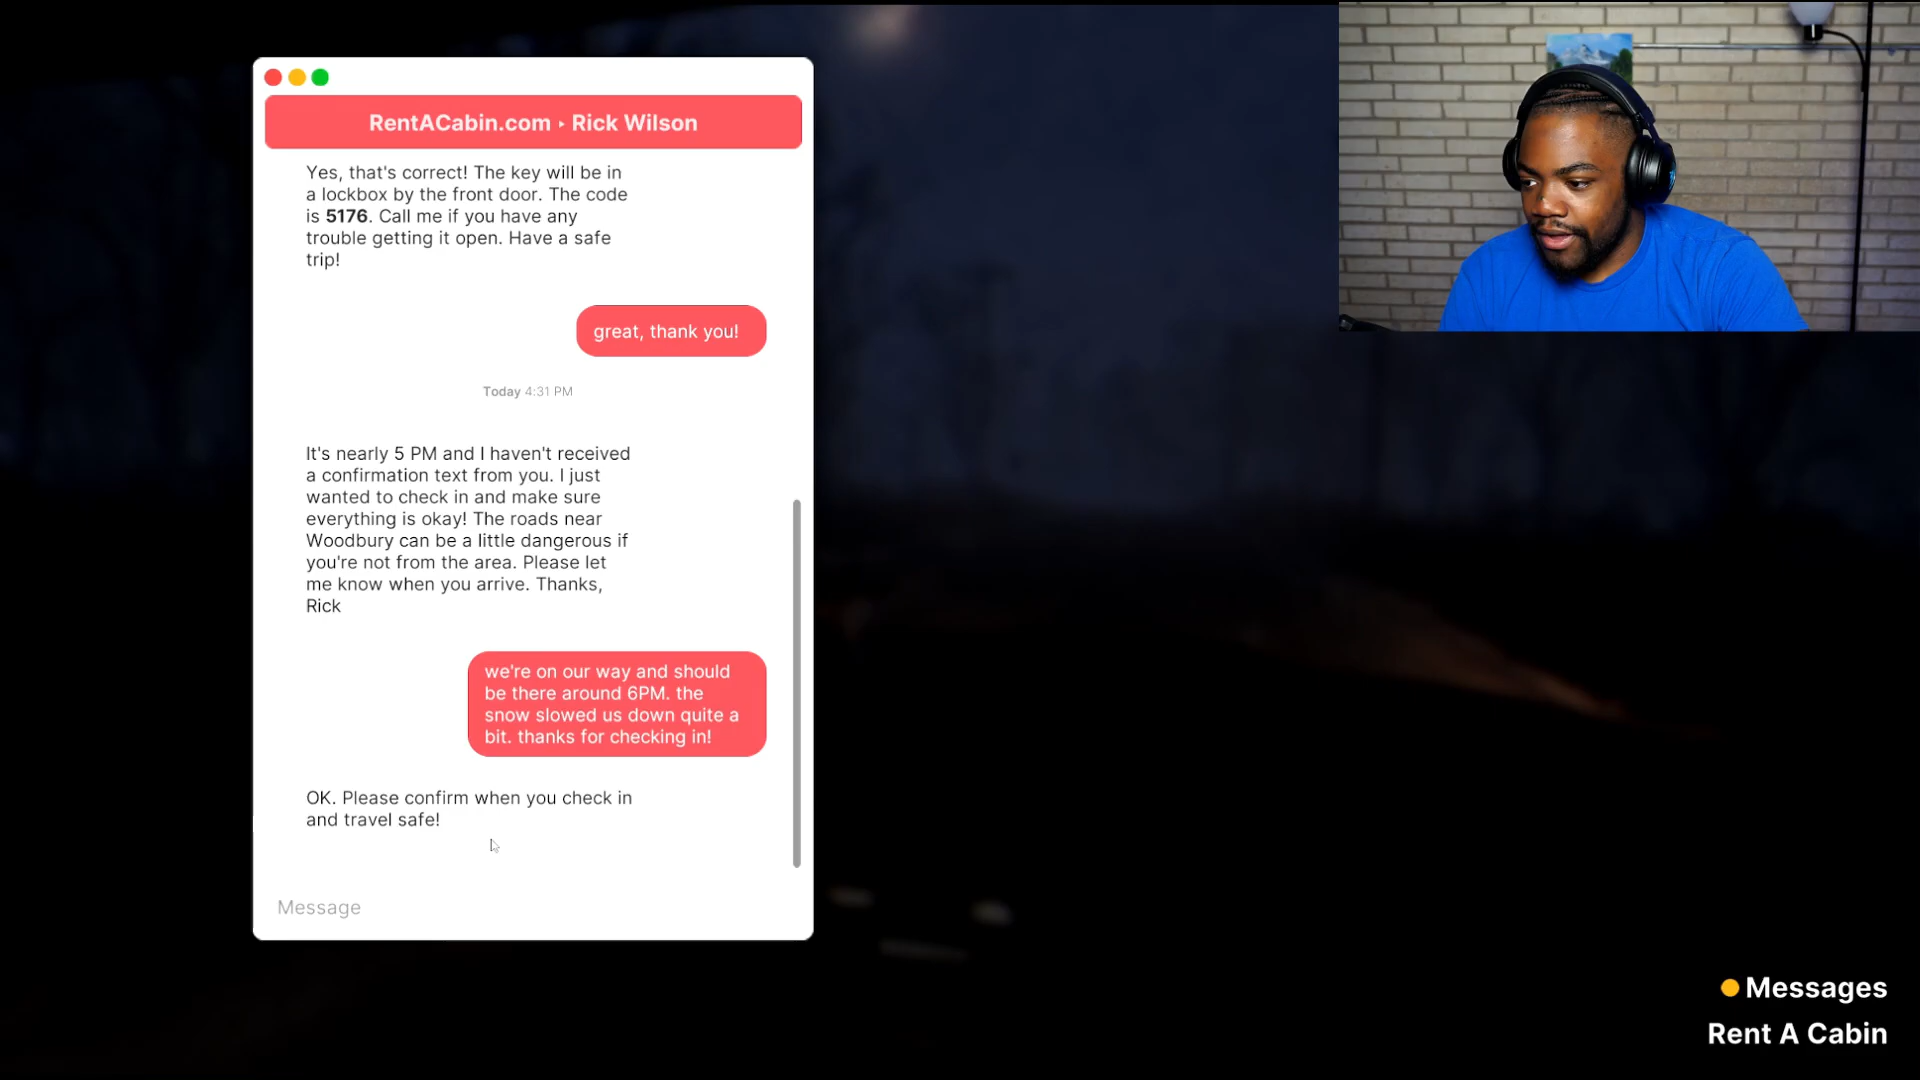 RentACabin.com ‣ Rick Wilson
Yes, that's correct! The key will be in
a lockbox by the front door. The code
is 5176. Call me if you have any
trouble getting it open. Have a safe
trip!
great, thank you!
Today 4:31 PM
It's nearly 5 PM and I haven't received
a confirmation text from you. I just
wanted to check in and make sure
everything is okay! The roads near
Woodbury can be a little dangerous if
you're not from the area. Please let
me know when you arrive. Thanks,
Rick
we're on our way and should
be there around 6PM. the
snow slowed us down quite a
bit. thanks for checking in!
OK. Please confirm when you check in
and travel safe!
Message
Messages
Rent A Cabin